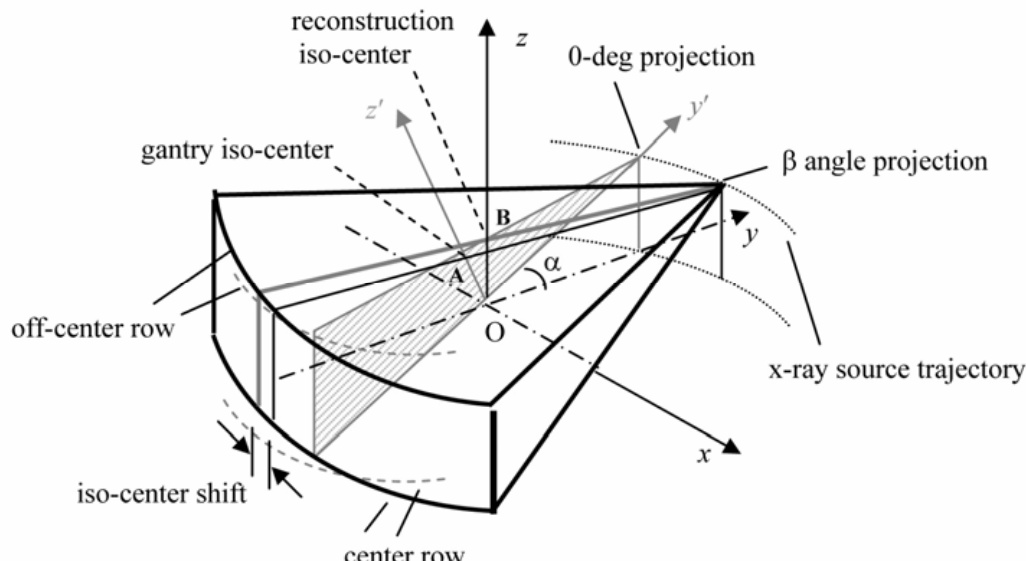 reconstruction
iso-center
z
0-deg projection
z'
y'
gantry iso-center
β angle projection
B
y
A
α
off-center row
O
x-ray source trajectory
x
iso-center shift
center row